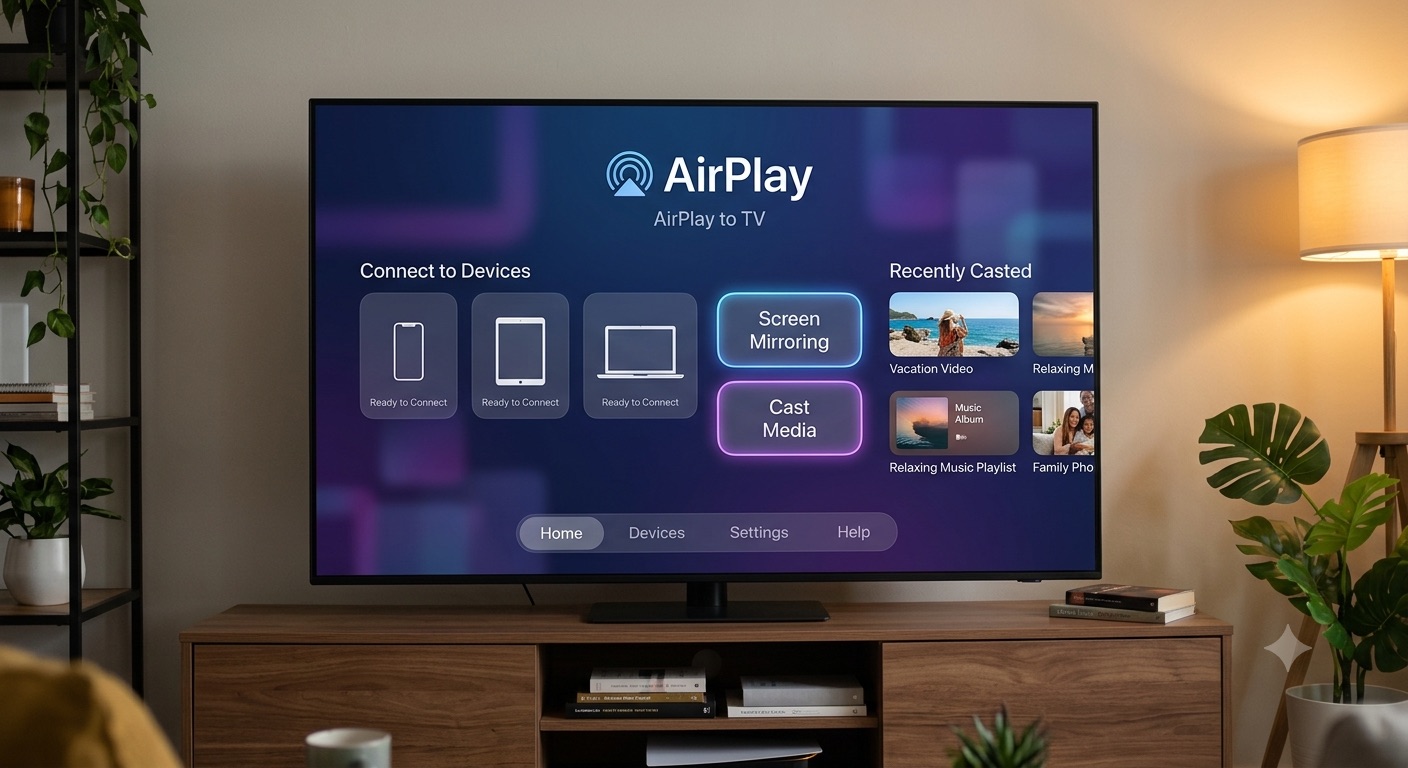 AirPlay
AirPlay to TV
Connect to Devices
Ready to Connect
Ready to Connect
Ready to Connect
Screen
Mirroring
Cast
Media
Recently Casted
Vacation Video
Relaxing M
Music
Album
Relaxing Music Playlist
Family Pho
Home
Devices
Settings
Help